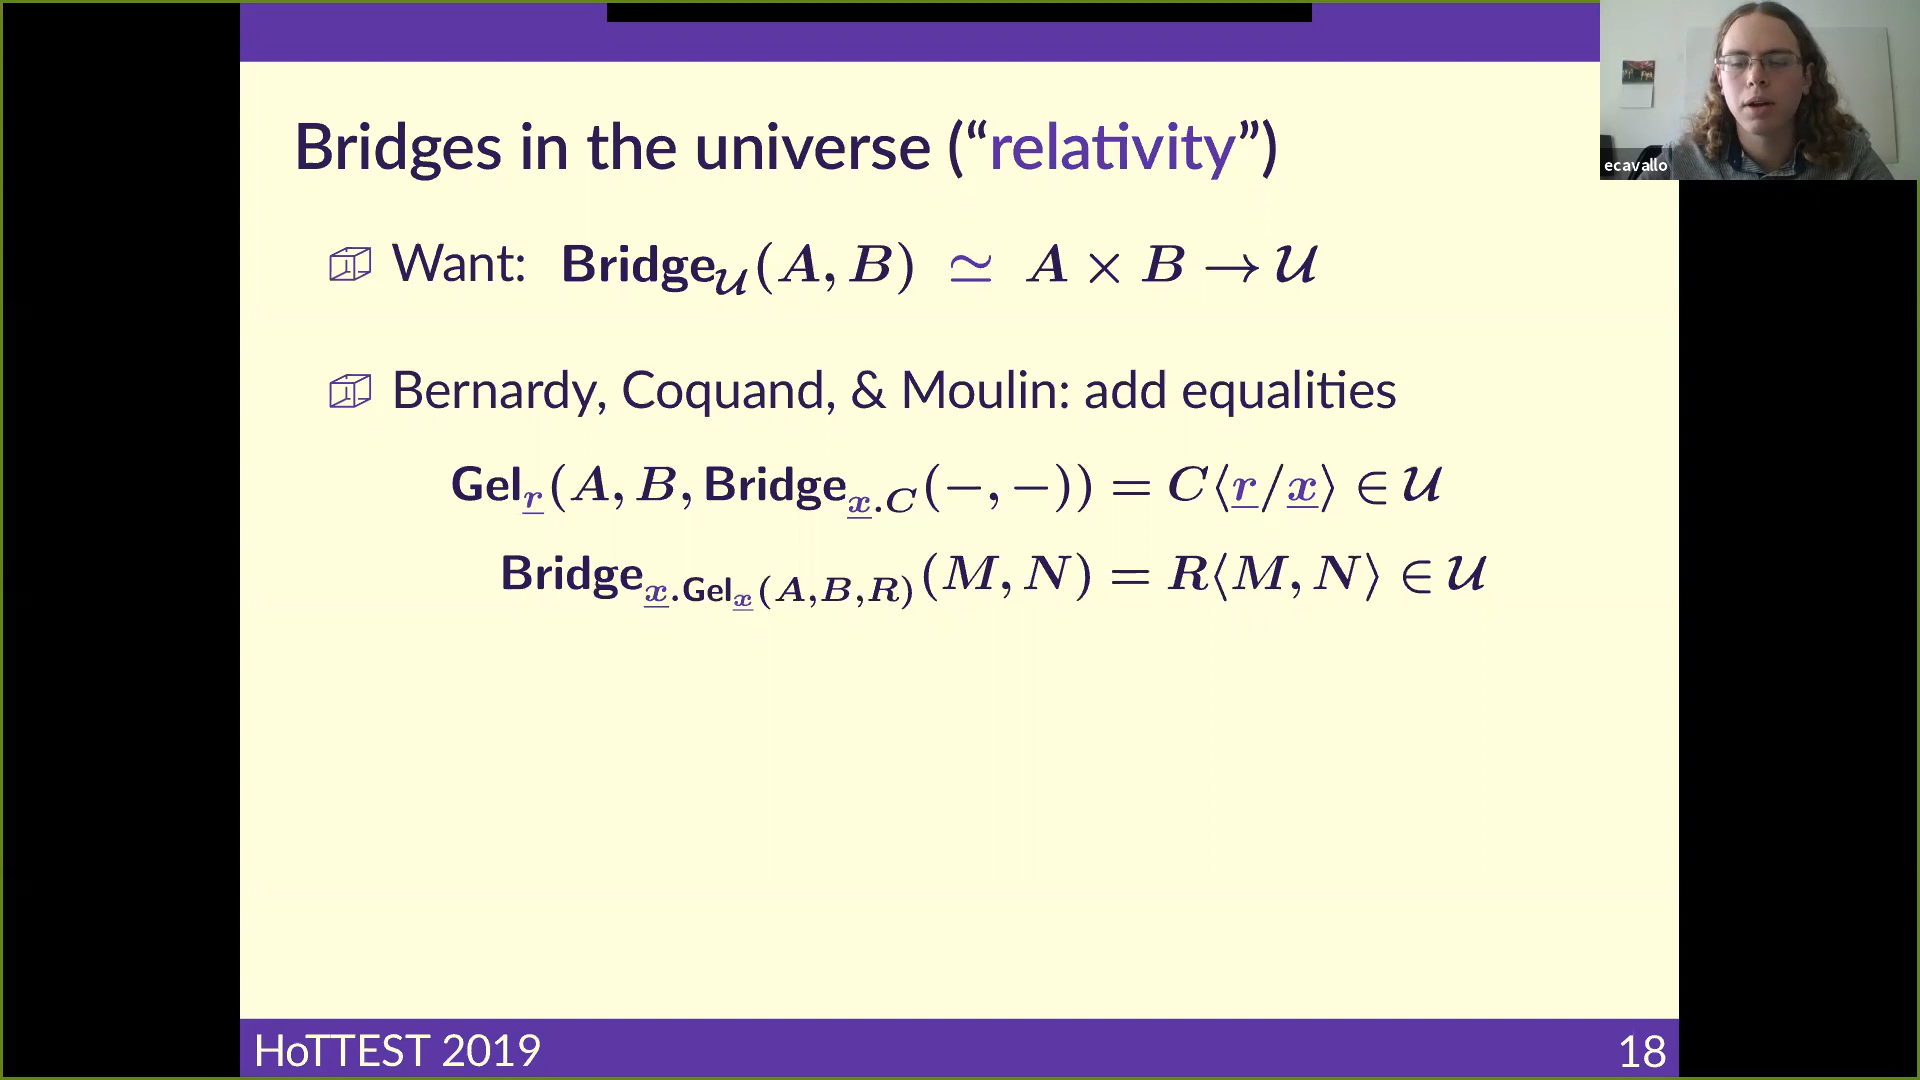 Bridges in the universe (“relativity”)
Want: Bridge_𝒰(A, B) ≃ A × B → 𝒰
Bernardy, Coquand, & Moulin: add equalities
Gel_r(A, B, Bridge_x.C(−, −)) = C⟨r/x⟩ ∈ 𝒰
Bridge_x.Gel_x(A,B,R)(M, N) = R⟨M, N⟩ ∈ 𝒰
HoTTEST 2019
18
ecavallo